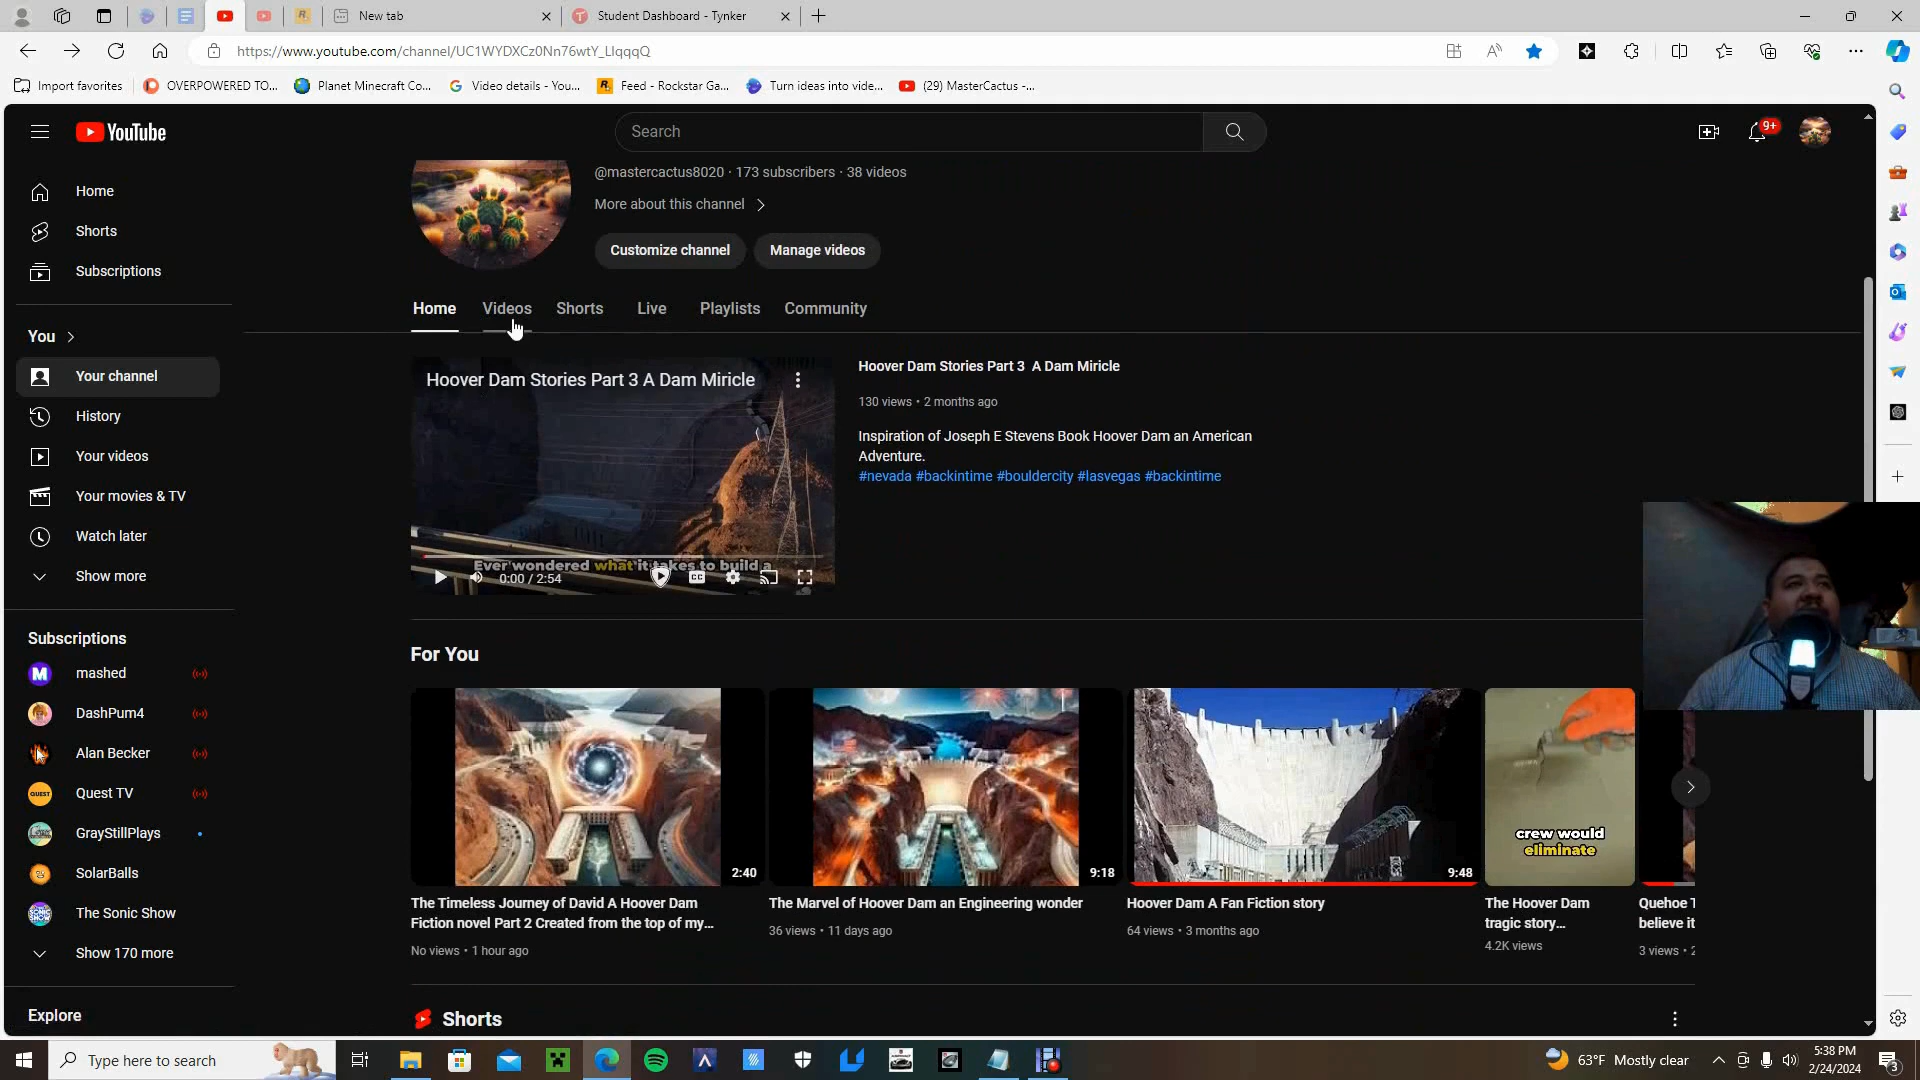 New tab
Student Dashboard - Tynker
https://www.youtube.com/channel/UC1WYDXCz0Nn76wtY_LIqqqQ
Import favorites
OVERPOWERED TO...
Planet Minecraft Co...
Video details - You...
Feed - Rockstar Ga...
Turn ideas into vide...
(29) MasterCactus -...
YouTube
Search
9+
@mastercactus8020 · 173 subscribers · 38 videos
More about this channel
Customize channel
Manage videos
Home
Shorts
Subscriptions
You
Your channel
History
Your videos
Your movies & TV
Watch later
Show more
Subscriptions
mashed
DashPum4
Alan Becker
Quest TV
GrayStillPlays
SolarBalls
The Sonic Show
Show 170 more
Explore
Home
Videos
Shorts
Live
Playlists
Community
Hoover Dam Stories Part 3 A Dam Miricle
Ever wondered what it takes to build a
0:00 / 2:54
CC
Hoover Dam Stories Part 3 A Dam Miricle
130 views • 2 months ago
Inspiration of Joseph E Stevens Book Hoover Dam an American
Adventure.
#nevada #backintime #bouldercity #lasvegas #backintime
For You
2:40
The Timeless Journey of David A Hoover Dam
Fiction novel Part 2 Created from the top of my...
No views • 1 hour ago
9:18
The Marvel of Hoover Dam an Engineering wonder
36 views • 11 days ago
9:48
Hoover Dam A Fan Fiction story
64 views • 3 months ago
crew would
eliminate
The Hoover Dam
tragic story...
4.2K views
Quehoe T
believe it
3 views •
Shorts
Type here to search
63°F Mostly clear
5:38 PM
2/24/2024
3